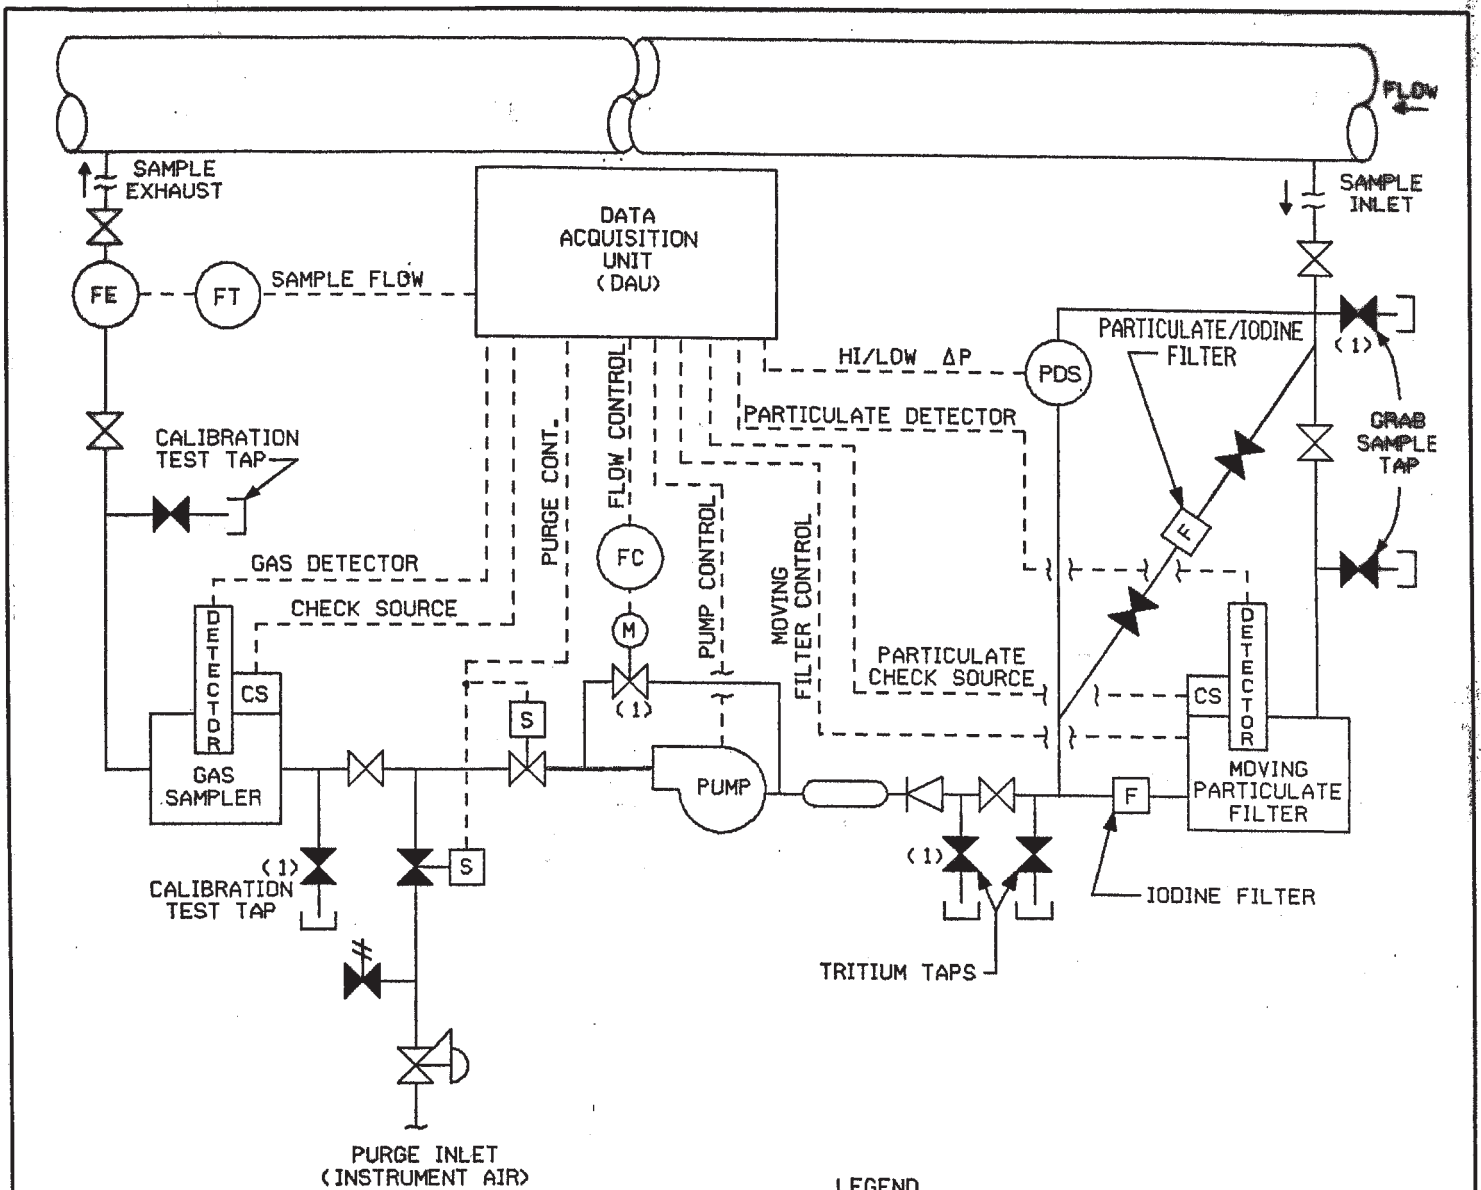 FLOW
SAMPLE
EXHAUST
SAMPLE
INLET
DATA
ACQUISITION
UNIT
(DAU)
FE
FT
SAMPLE FLOW
PARTICULATE/IODINE
FILTER
(1)
HI/LOW ΔP
PDS
PARTICULATE DETECTOR
GRAB
SAMPLE
TAP
CALIBRATION
TEST TAP
PURGE CONT.
FLOW CONTROL
FC
F
GAS DETECTOR
CHECK SOURCE
M
PUMP CONTROL
MOVING
FILTER CONTROL
PARTICULATE
CHECK SOURCE
DETECTOR
CS
S
(1)
DETECTOR
CS
GAS
SAMPLER
PUMP
F
MOVING
PARTICULATE
FILTER
(1)
CALIBRATION
TEST TAP
S
(1)
IODINE FILTER
TRITIUM TAPS
PURGE INLET
(INSTRUMENT AIR)
LEGEND